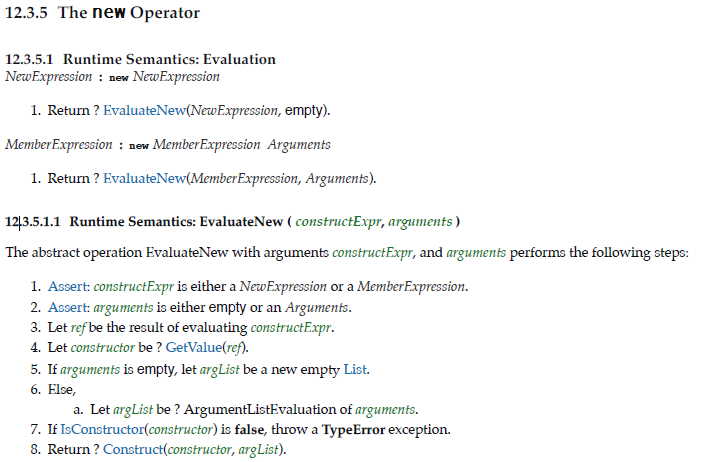 12.3.5 The new Operator
12.3.5.1 Runtime Semantics: Evaluation
NewExpression : new NewExpression
1. Return ? EvaluateNew(NewExpression, empty).
MemberExpression : new MemberExpression Arguments
1. Return ? EvaluateNew(MemberExpression, Arguments).
12.3.5.1.1 Runtime Semantics: EvaluateNew ( constructExpr, arguments )
The abstract operation EvaluateNew with arguments constructExpr, and arguments performs the following steps:
1. Assert: constructExpr is either a NewExpression or a MemberExpression.
2. Assert: arguments is either empty or an Arguments.
3. Let ref be the result of evaluating constructExpr.
4. Let constructor be ? GetValue(ref).
5. If arguments is empty, let argList be a new empty List.
6. Else,
a. Let argList be ? ArgumentListEvaluation of arguments.
7. If IsConstructor(constructor) is false, throw a TypeError exception.
8. Return ? Construct(constructor, argList).